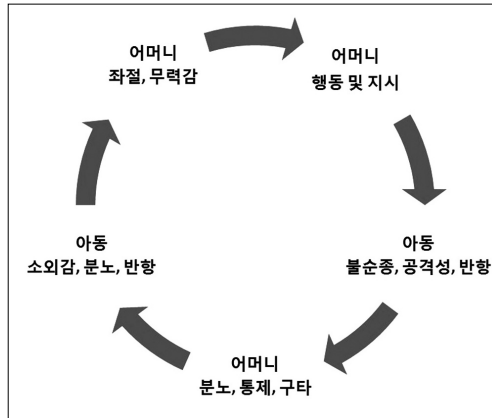 어머니
좌절, 무력감
어머니
행동 및 지시
아동
불순종, 공격성, 반항
어머니
분노, 통제, 구타
아동
소외감, 분노, 반항